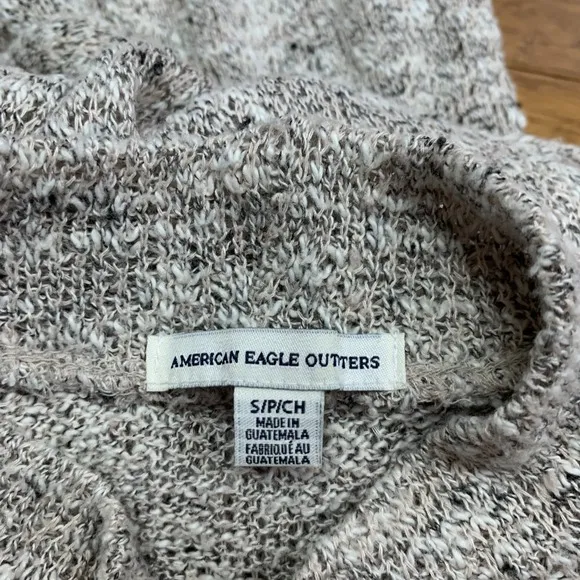 AMERICAN EAGLE OUTTERS
S/P/CH
MADE IN
GUATEMALA
FABRIQUÉ AU
GUATEMALA